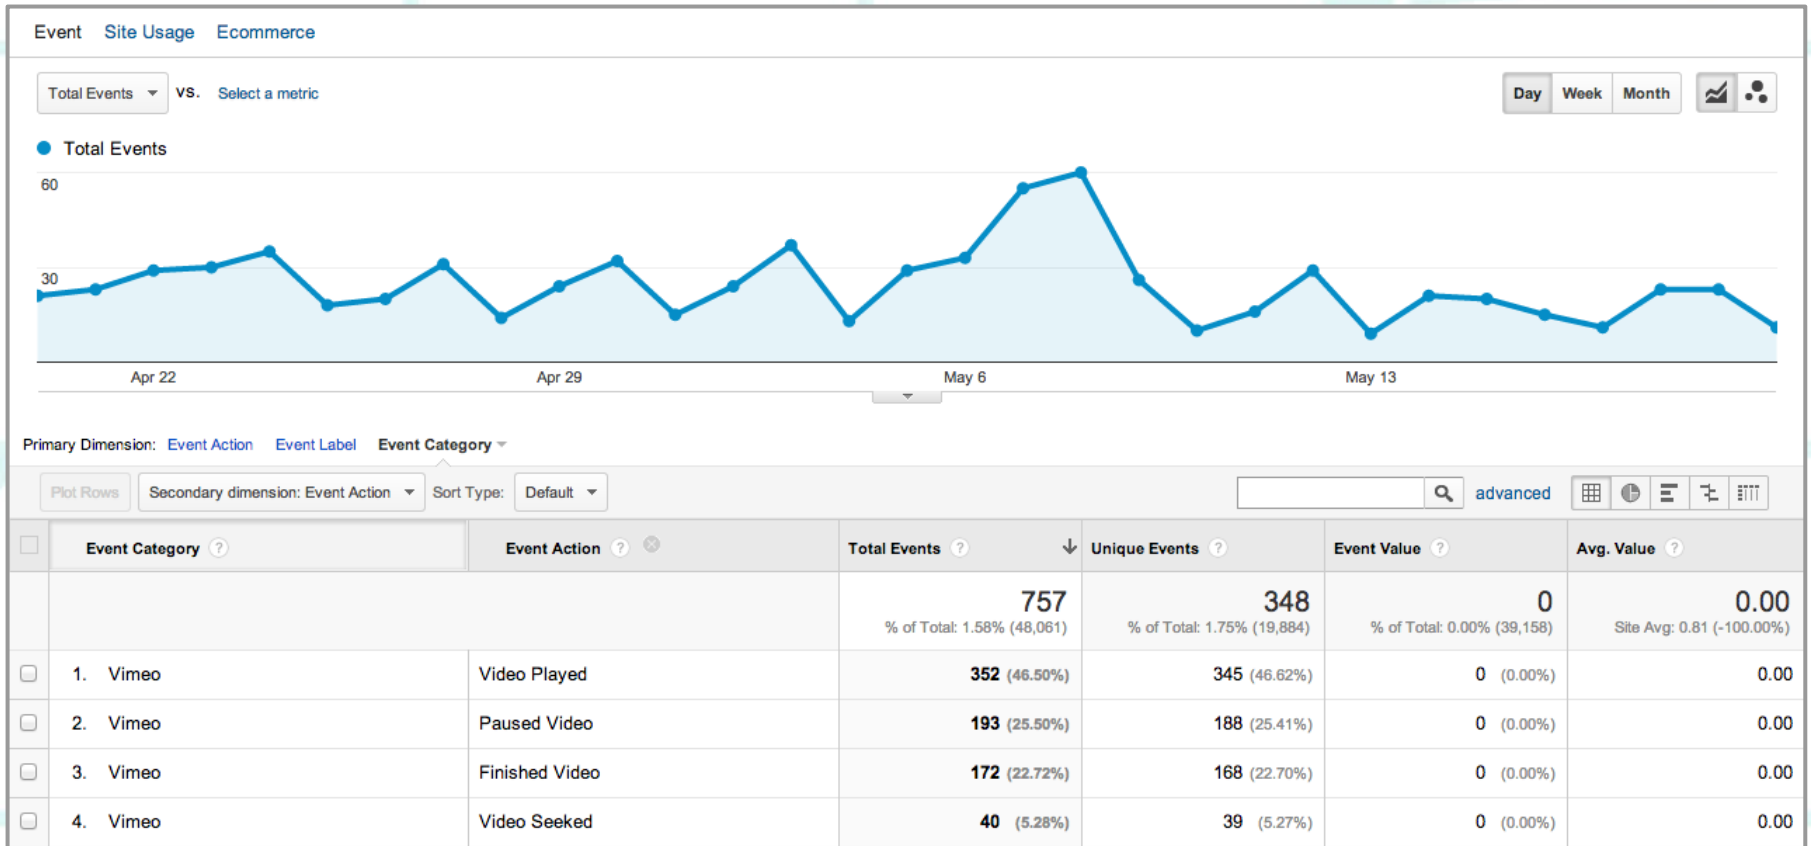 Event Site Usage Ecommerce
Total Events VS. Select a metric Day Week Month
Total Events
60
30
Apr 22 Apr 29 May 6 May 13
Primary Dimension: Event Action Event Label Event Category
Plot Rows Secondary dimension: Event Action Sort Type: Default advanced
Event Category ? Event Action ? Total Events ? Unique Events ? Event Value ? Avg. Value ?
757 348 0 0.00
% of Total: 1.58% (48,061) % of Total: 1.75% (19,884) % of Total: 0.00% (39,158) Site Avg: 0.81 (-100.00%)
1. Vimeo Video Played 352 (46.50%) 345 (46.62%) 0 (0.00%) 0.00
2. Vimeo Paused Video 193 (25.50%) 188 (25.41%) 0 (0.00%) 0.00
3. Vimeo Finished Video 172 (22.72%) 168 (22.70%) 0 (0.00%) 0.00
4. Vimeo Video Seeked 40 (5.28%) 39 (5.27%) 0 (0.00%) 0.00